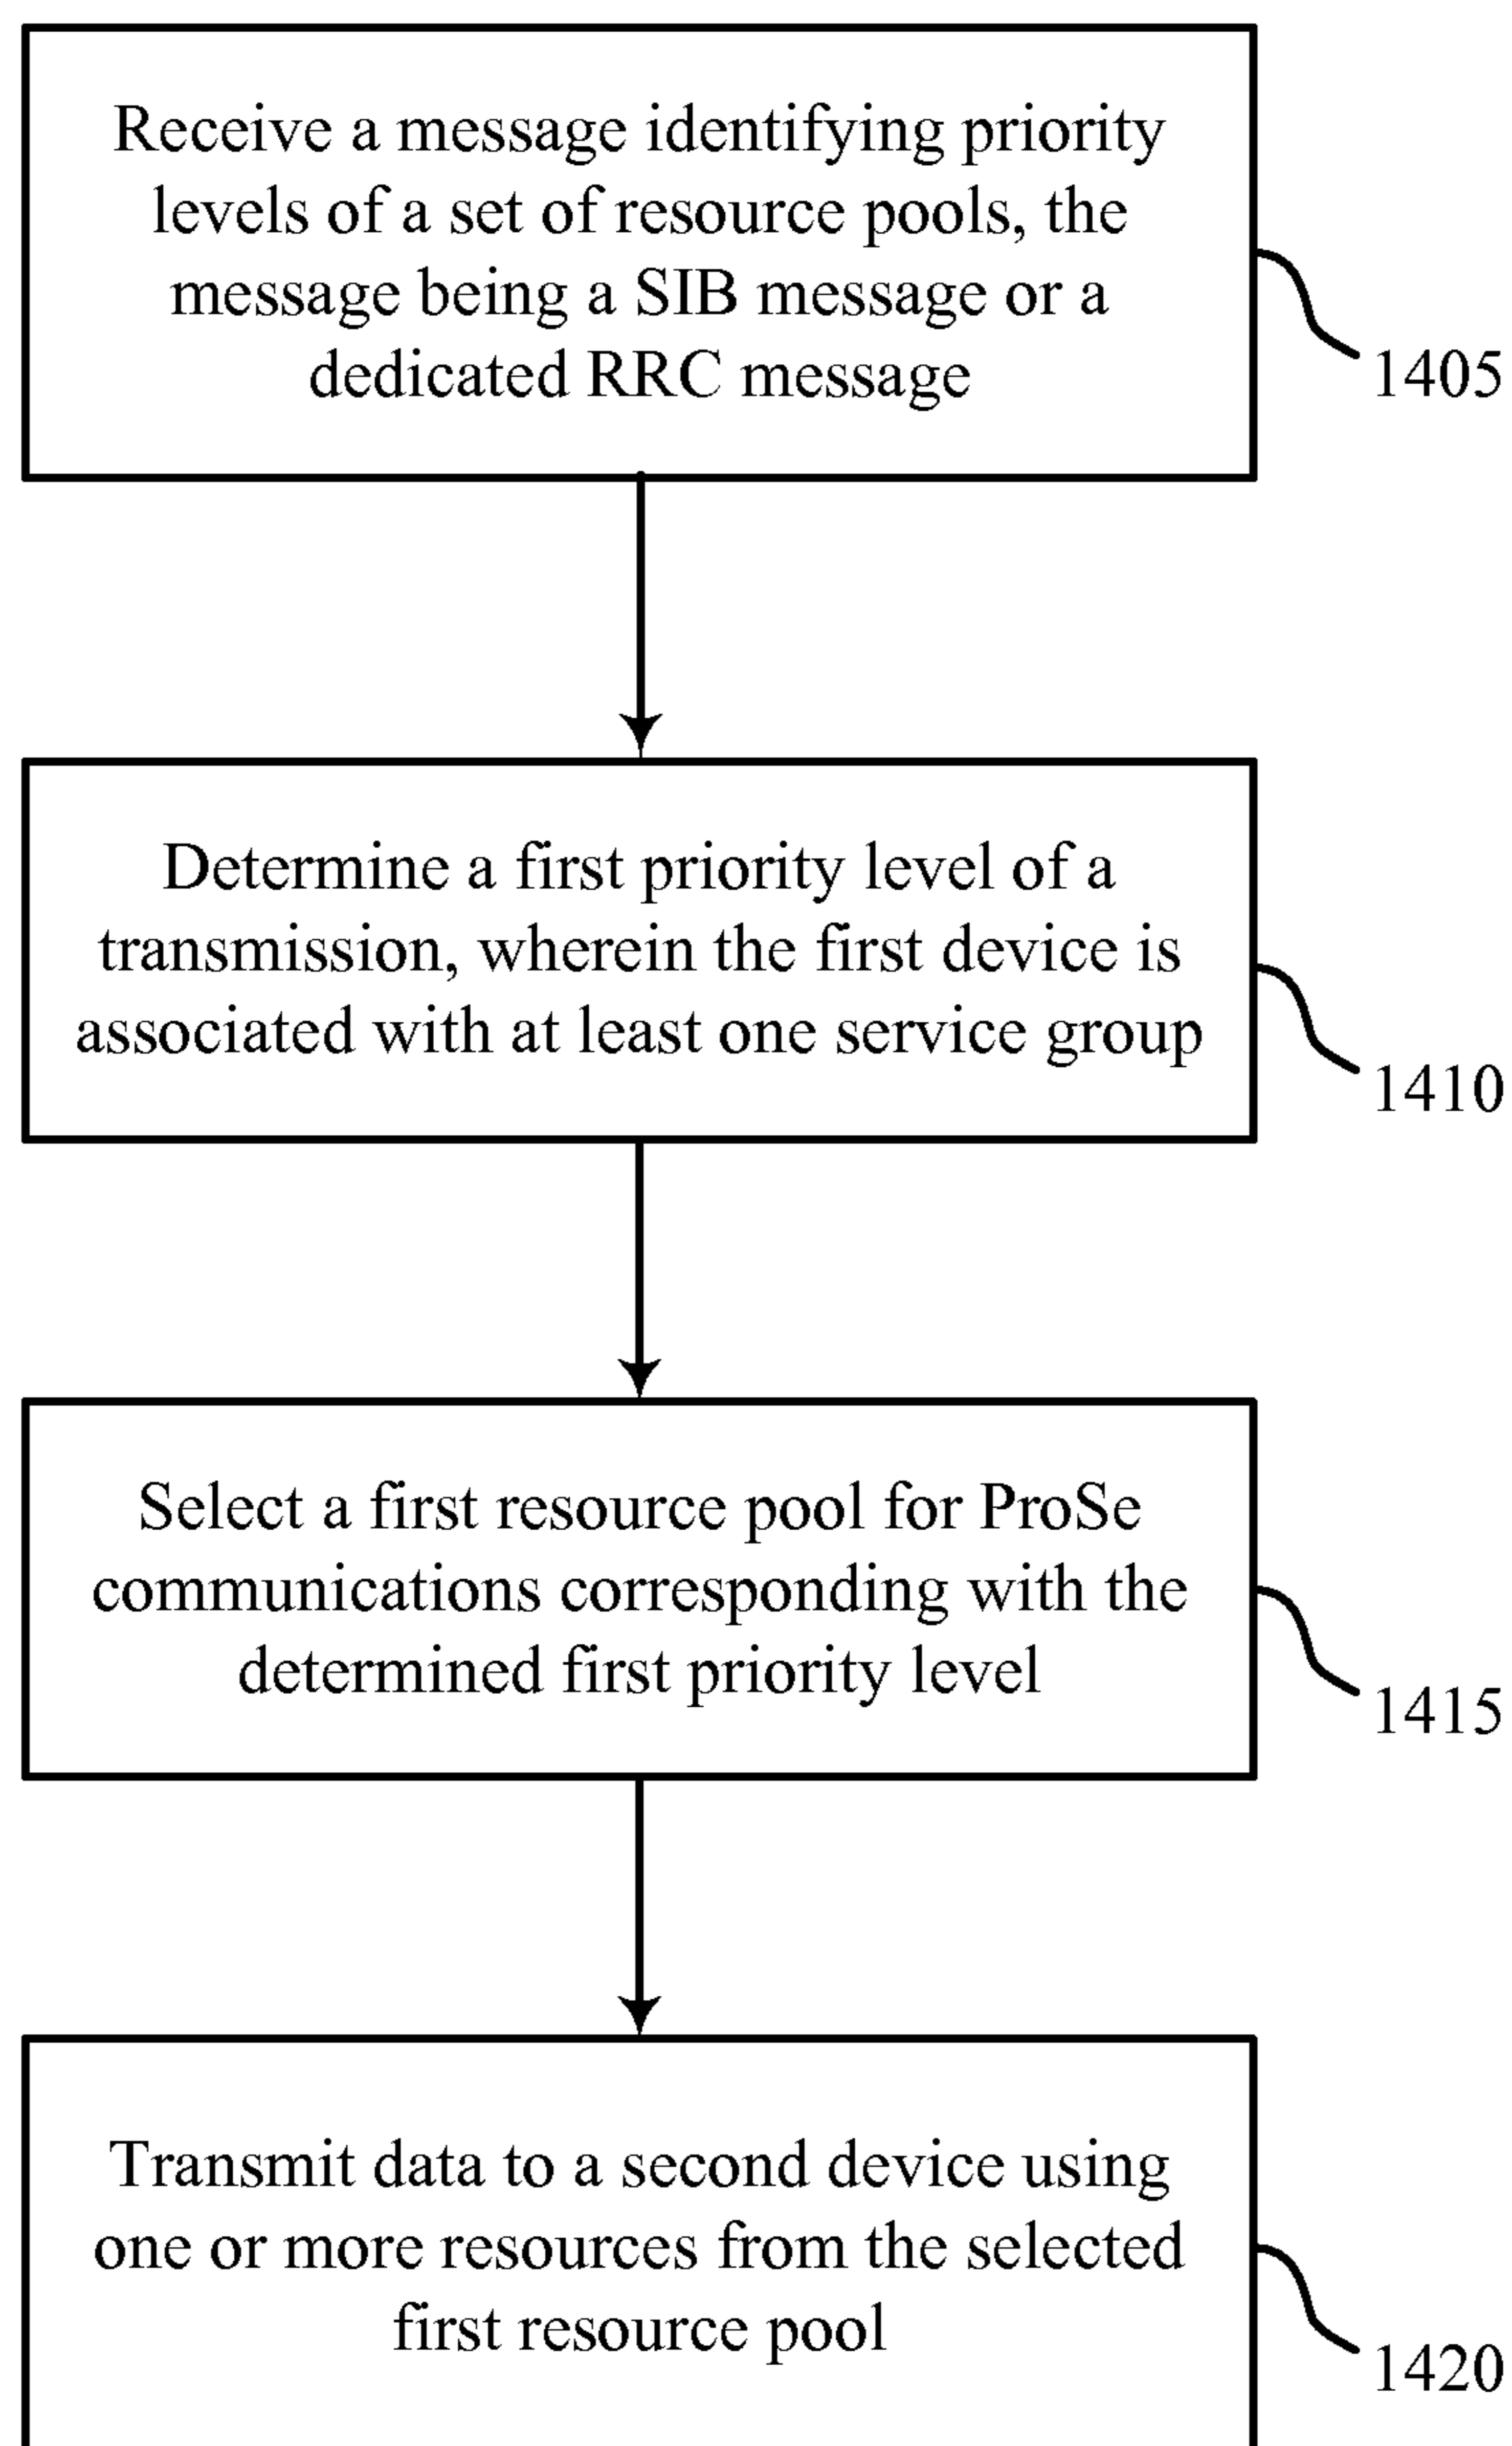 Receive a message identifying priority
levels of a set of resource pools, the
message being a SIB message or a
dedicated RRC message
1405
Determine a first priority level of a
transmission, wherein the first device is
associated with at least one service group
1410
Select a first resource pool for ProSe
communications corresponding with the
determined first priority level
1415
Transmit data to a second device using
one or more resources from the selected
first resource pool
1420